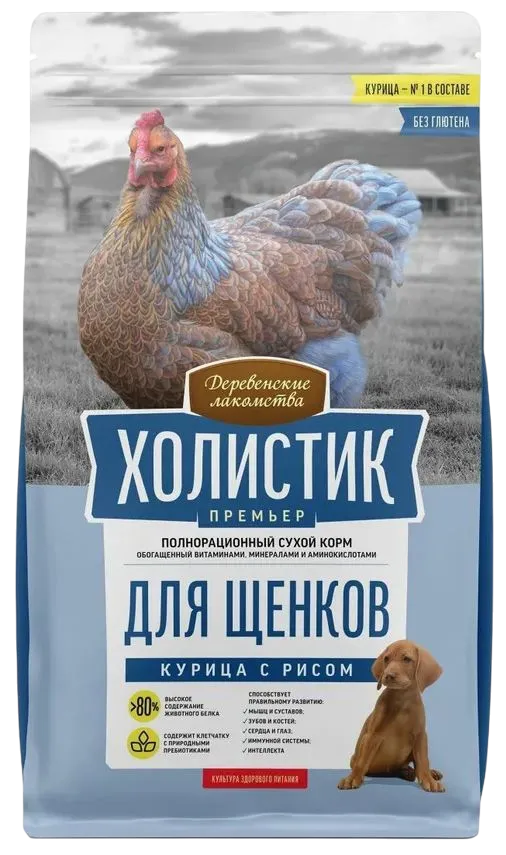 КУРИЦА – №1 В СОСТАВЕ
БЕЗ ГЛЮТЕНА
Деревенские
лакомства
ХОЛИСТИК
ПРЕМЬЕР
ПОЛНОРАЦИОННЫЙ СУХОЙ КОРМ
ОБОГАЩЕННЫЙ ВИТАМИНАМИ, МИНЕРАЛАМИ И АМИНОКИСЛОТАМИ
ДЛЯ ЩЕНКОВ
КУРИЦА С РИСОМ
>80%
ВЫСОКОЕ
СОДЕРЖАНИЕ
ЖИВОТНОГО БЕЛКА
СОДЕРЖИТ КЛЕТЧАТКУ
С ПРИРОДНЫМИ
ПРЕБИОТИКАМИ
СПОСОБСТВУЕТ
ПРАВИЛЬНОМУ РАЗВИТИЮ:
✓МЫШЦ И СУСТАВОВ;
✓ЗУБОВ И КОСТЕЙ;
✓СЕРДЦА И ГЛАЗ;
✓ИММУННОЙ СИСТЕМЫ;
✓ИНТЕЛЛЕКТА
КУЛЬТУРА ЗДОРОВОГО ПИТАНИЯ